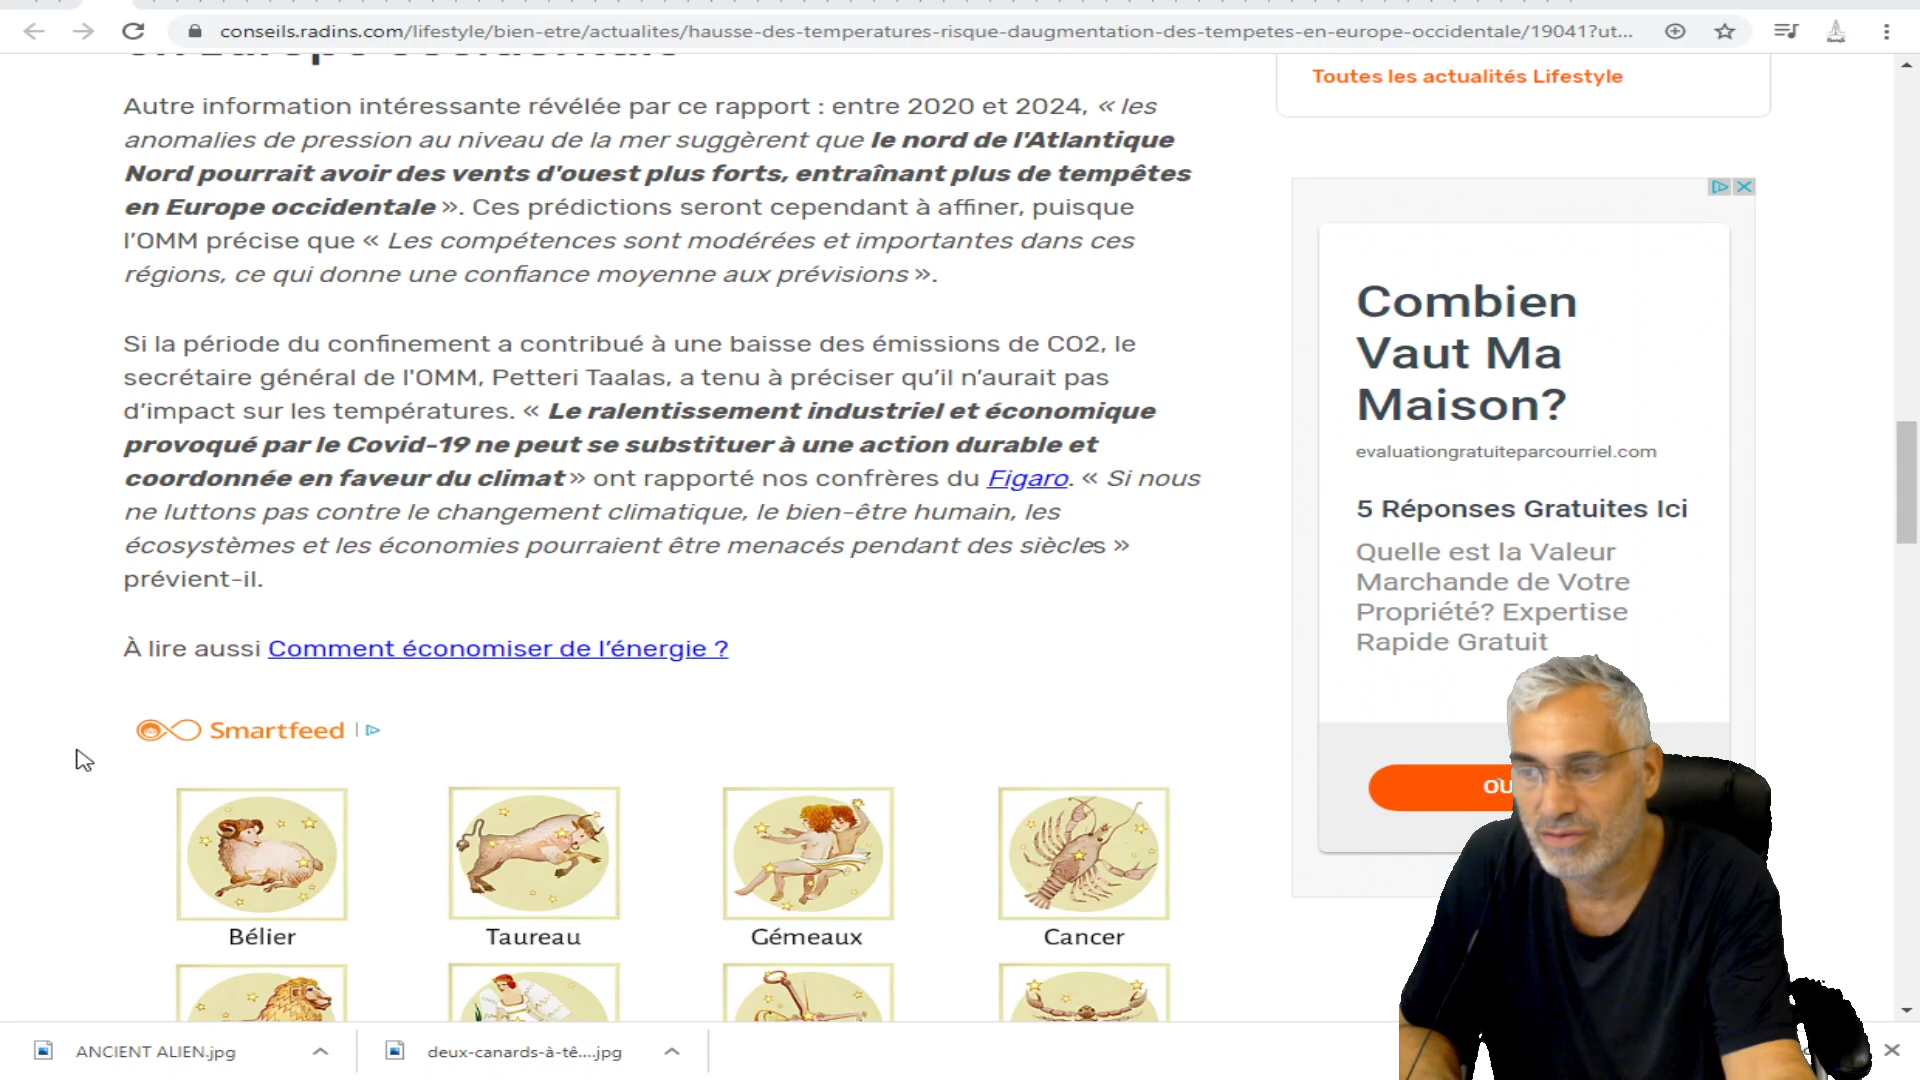 conseils.radins.com/lifestyle/bien-etre/actualites/hausse-des-temperatures-risque-daugmentation-des-tempetes-en-europe-occidentale/19041?ut...
en Europe occidentale
Autre information intéressante révélée par ce rapport : entre 2020 et 2024, « les
anomalies de pression au niveau de la mer suggèrent que le nord de l'Atlantique
Nord pourrait avoir des vents d'ouest plus forts, entraînant plus de tempêtes
en Europe occidentale ». Ces prédictions seront cependant à affiner, puisque
l'OMM précise que « Les compétences sont modérées et importantes dans ces
régions, ce qui donne une confiance moyenne aux prévisions ».
Si la période du confinement a contribué à une baisse des émissions de CO2, le
secrétaire général de l'OMM, Petteri Taalas, a tenu à préciser qu'il n'aurait pas
d'impact sur les températures. « Le ralentissement industriel et économique
provoqué par le Covid-19 ne peut se substituer à une action durable et
coordonnée en faveur du climat » ont rapporté nos confrères du Figaro. « Si nous
ne luttons pas contre le changement climatique, le bien-être humain, les
écosystèmes et les économies pourraient être menacés pendant des siècles »
prévient-il.
À lire aussi Comment économiser de l'énergie ?
Smartfeed
Bélier
Taureau
Gémeaux
Cancer
Toutes les actualités Lifestyle
Combien
Vaut Ma
Maison?
evaluationgratuiteparcourriel.com
5 Réponses Gratuites Ici
Quelle est la Valeur
Marchande de Votre
Propriété? Expertise
Rapide Gratuit
ANCIENT ALIEN.jpg
deux-canards-à-tê....jpg